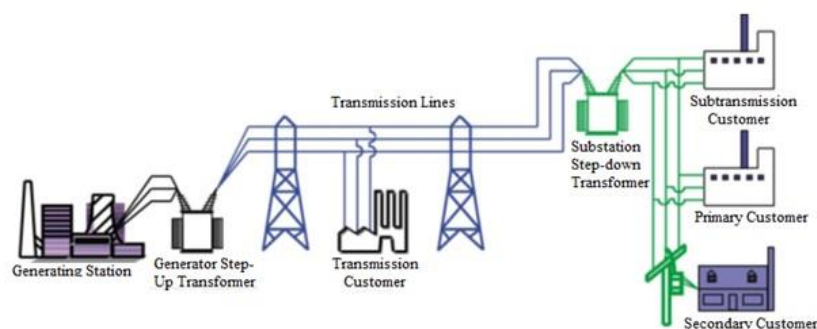 Transmission Lines
Subtransmission
Customer
Substation
Step-down
Transformer
Primary Customer
Generating Station
Generator Step-
Up Transformer
Transmission
Customer
Secondary Customer